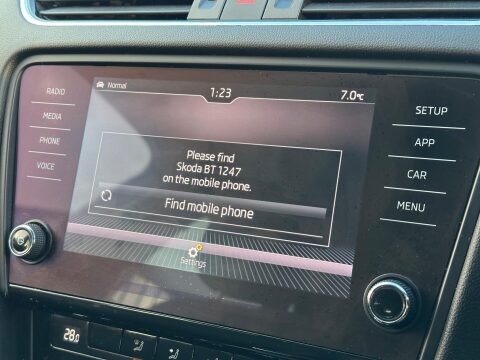 Normal
1:23
7.0°C
RADIO
MEDIA
PHONE
VOICE
SETUP
APP
CAR
MENU
Please find
Skoda BT 1247
on the mobile phone.
Find mobile phone
Settings
28.0